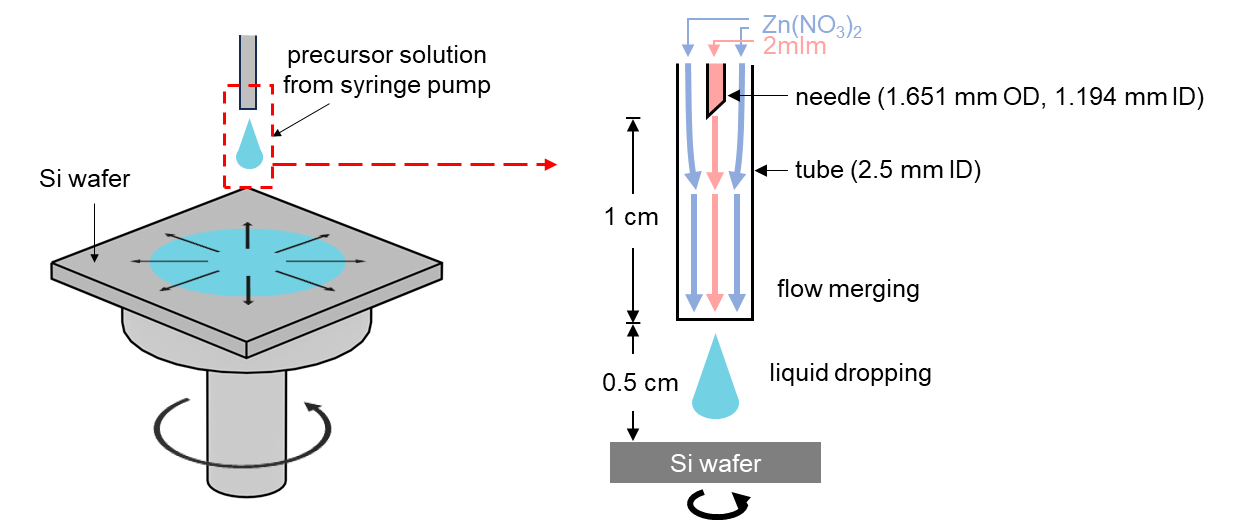 precursor solution
from syringe pump
Si wafer
Zn(NO₃)₂
2mIm
needle (1.651 mm OD, 1.194 mm ID)
tube (2.5 mm ID)
1 cm
flow merging
0.5 cm
liquid dropping
Si wafer